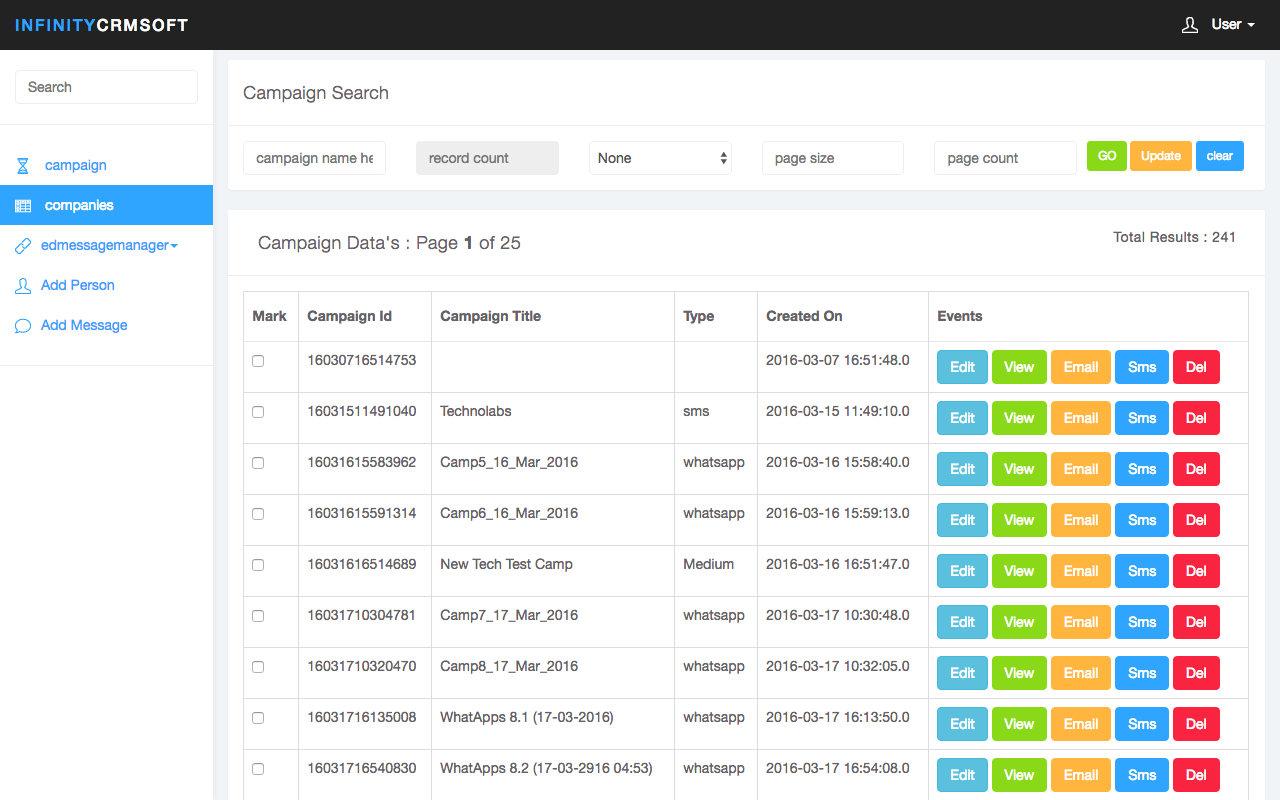 INFINITYCRMSOFT
User
Search
campaign
companies
edmessagemanager
Add Person
Add Message
Campaign Search
campaign name he
record count
None
page size
page count
GO
Update
clear
Campaign Data's : Page 1 of 25
Total Results : 241
Mark Campaign Id Campaign Title Type Created On Events
16030716514753 2016-03-07 16:51:48.0 Edit View Email Sms Del
16031511491040 Technolabs sms 2016-03-15 11:49:10.0 Edit View Email Sms Del
16031615583962 Camp5_16_Mar_2016 whatsapp 2016-03-16 15:58:40.0 Edit View Email Sms Del
16031615591314 Camp6_16_Mar_2016 whatsapp 2016-03-16 15:59:13.0 Edit View Email Sms Del
16031616514689 New Tech Test Camp Medium 2016-03-16 16:51:47.0 Edit View Email Sms Del
16031710304781 Camp7_17_Mar_2016 whatsapp 2016-03-17 10:30:48.0 Edit View Email Sms Del
16031710320470 Camp8_17_Mar_2016 whatsapp 2016-03-17 10:32:05.0 Edit View Email Sms Del
16031716135008 WhatApps 8.1 (17-03-2016) whatsapp 2016-03-17 16:13:50.0 Edit View Email Sms Del
16031716540830 WhatApps 8.2 (17-03-2916 04:53) whatsapp 2016-03-17 16:54:08.0 Edit View Email Sms Del